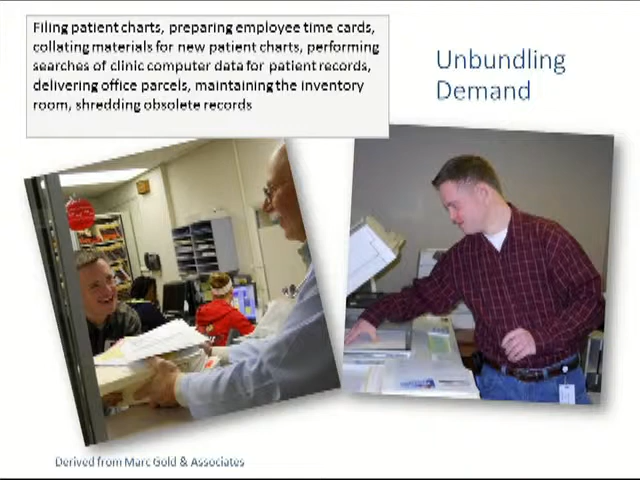 Filing patient charts, preparing employee time cards,
collating materials for new patient charts, performing
searches of clinic computer data for patient records,
delivering office parcels, maintaining the inventory
room, shredding obsolete records
Unbundling
Demand
Derived from Marc Gold & Associates